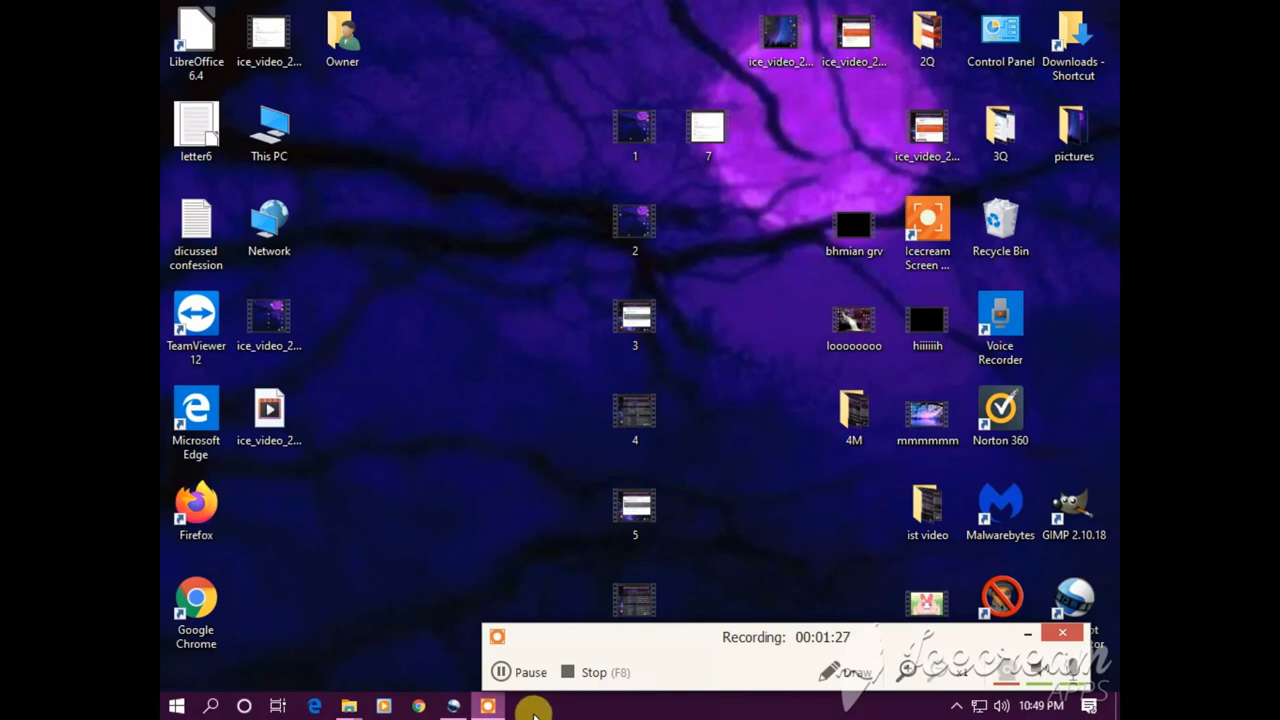 LibreOffice
6.4
ice_video_2...
Owner
ice_video_2...
ice_video_2...
2Q
Control Panel
Downloads -
Shortcut
letter6
This PC
1
7
ice_video_2...
3Q
pictures
dicussed
confession
Network
2
bhmian grv
Icecream
Screen ...
Recycle Bin
TeamViewer
12
ice_video_2...
3
looooooo
hiiiiiih
Voice
Recorder
Microsoft
Edge
ice_video_2...
4
4M
mmmmmm
Norton 360
Firefox
5
ist video
Malwarebytes
GIMP 2.10.18
Google
Chrome
Recording: 00:01:27
Pause
Stop (F8)
Draw
x1
Icecream
APPS
10:49 PM